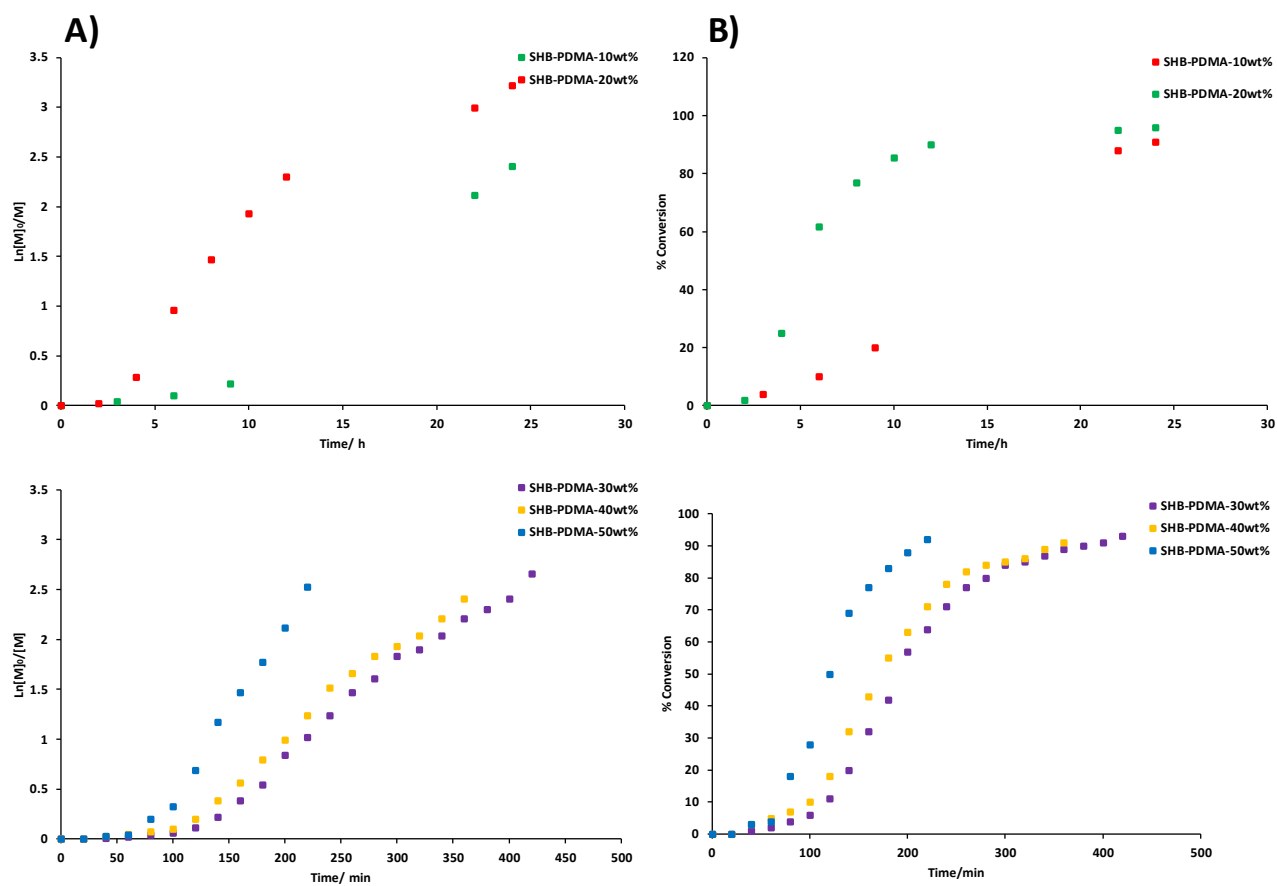 A)
SHB-PDMA-10wt%
SHB-PDMA-20wt%
3.5
3
2.5
2
1.5
1
0.5
0
Ln[M]₀/M]
0 5 10 15 20 25 30
Time/ h
B)
SHB-PDMA-10wt%
SHB-PDMA-20wt%
120
100
80
60
40
20
0
% Conversion
0 5 10 15 20 25 30
Time/h
SHB-PDMA-30wt%
SHB-PDMA-40wt%
SHB-PDMA-50wt%
3.5
3
2.5
2
1.5
1
0.5
0
Ln[M]₀/[M]
0 50 100 150 200 250 300 350 400 450 500
Time/ min
SHB-PDMA-30wt%
SHB-PDMA-40wt%
SHB-PDMA-50wt%
100
90
80
70
60
50
40
30
20
10
0
% Conversion
0 100 200 300 400 500
Time/min